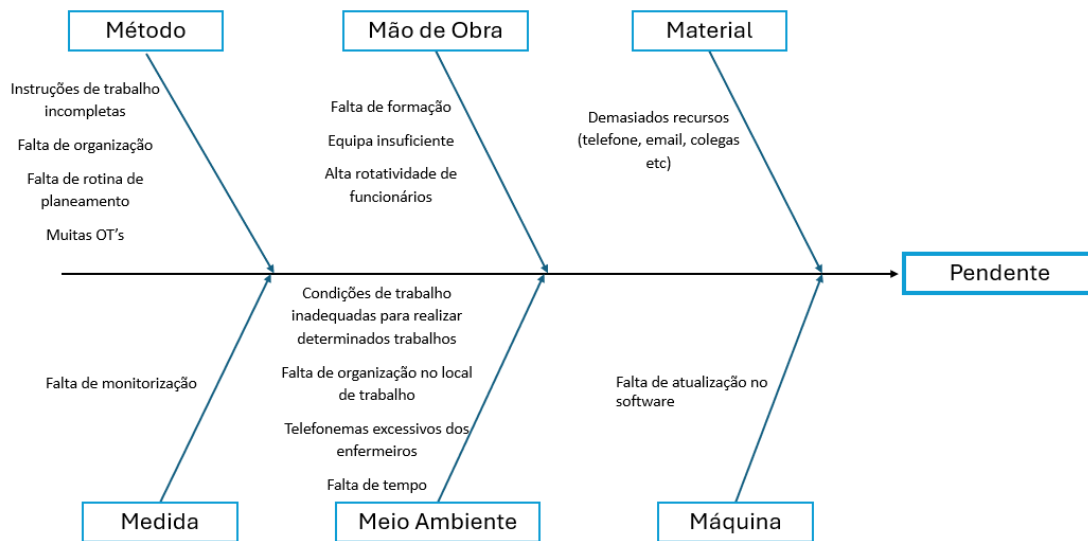 Método
Mão de Obra
Material
Instruções de trabalho
incompletas
Falta de organização
Falta de rotina de
planeamento
Muitas OT’s
Falta de formação
Equipa insuficiente
Alta rotatividade de
funcionários
Demasiados recursos
(telefone, email, colegas
etc)
Pendente
Falta de monitorização
Condições de trabalho
inadequadas para realizar
determinados trabalhos
Falta de organização no local
de trabalho
Telefonemas excessivos dos
enfermeiros
Falta de tempo
Falta de atualização no
software
Medida
Meio Ambiente
Máquina